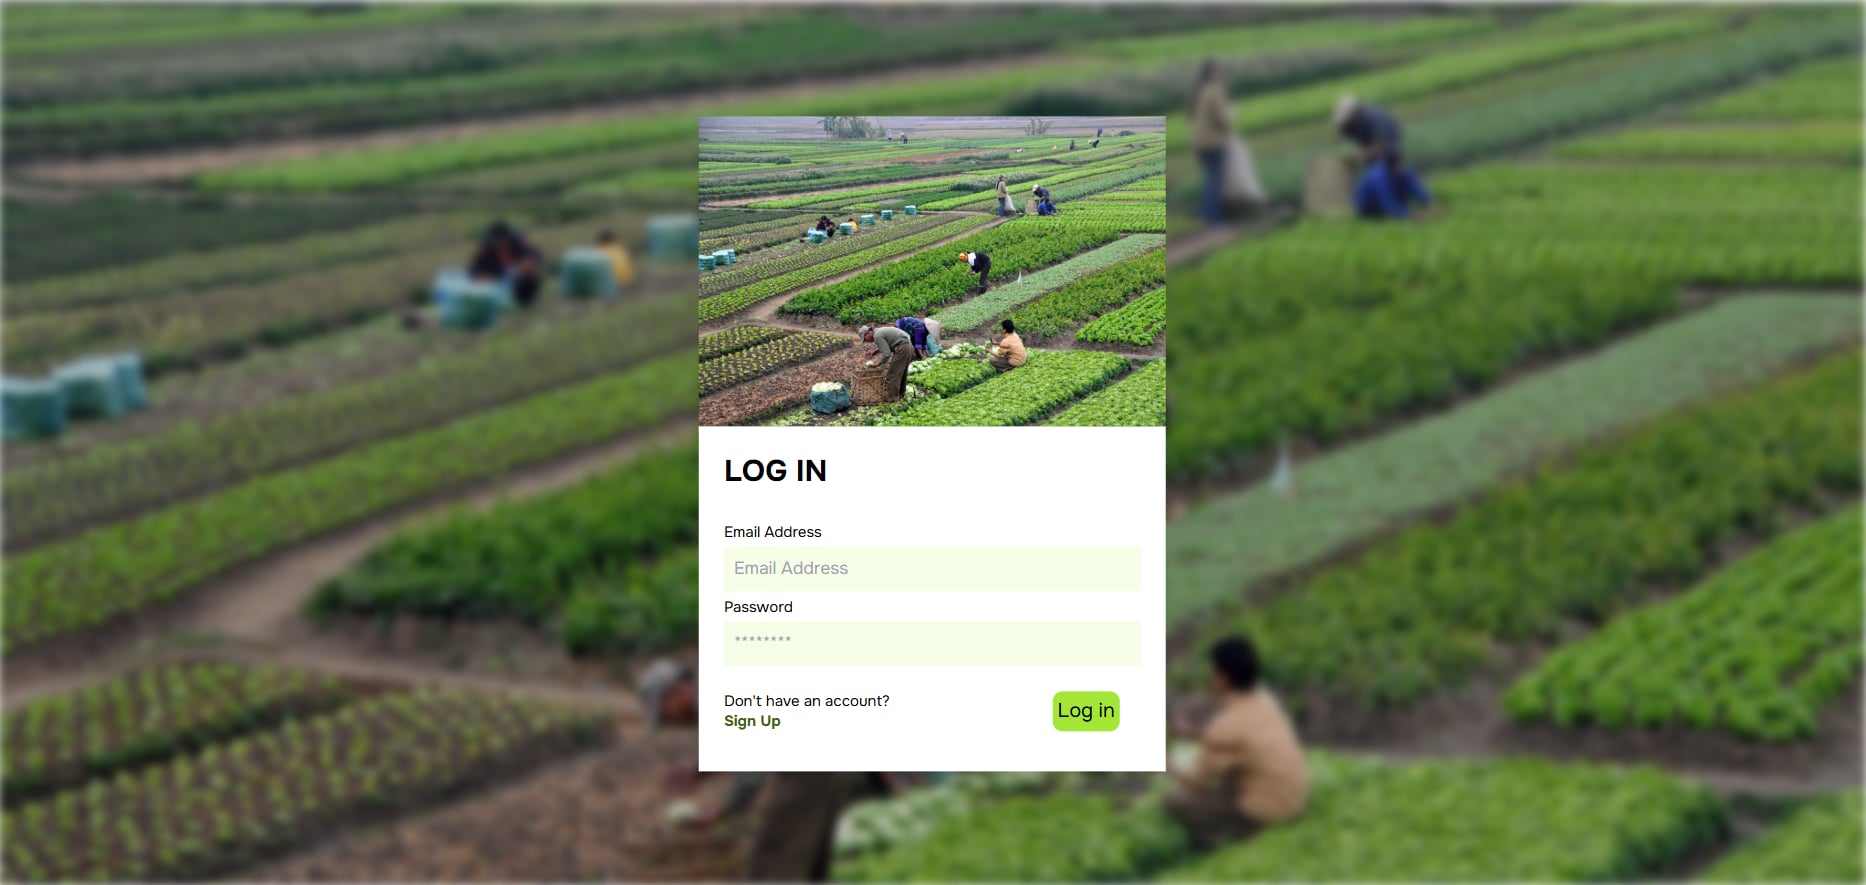 LOG IN
Email Address
Email Address
Password
********
Don't have an account?
Sign Up
Log in